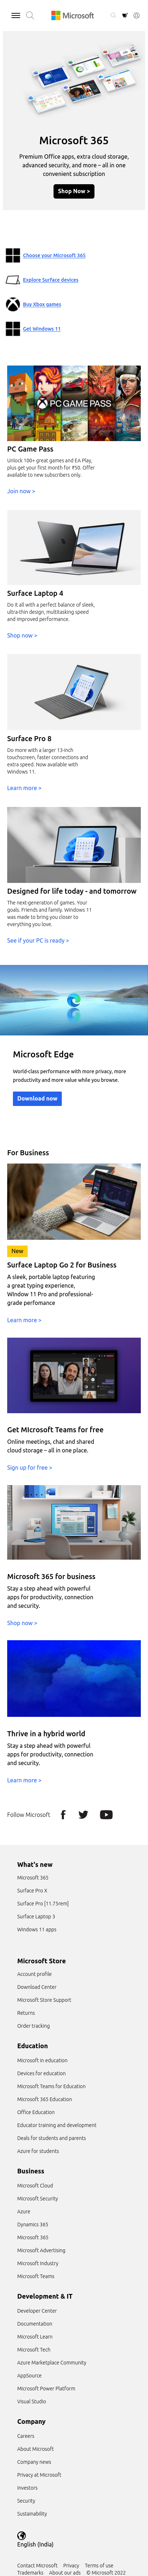 Microsoft
Microsoft 365
Premium Office apps, extra cloud storage,
advanced security, and more – all in one
convenient subscription
Shop Now >
Choose your Microsoft 365
Explore Surface devices
Buy Xbox games
Get Windows 11
PC GAME PASS
PC Game Pass
Unlock 100+ great games and EA Play,
plus get your first month for ₹50. Offer
available to new subscribers only.
Join now >
Surface Laptop 4
Do it all with a perfect balance of sleek,
ultra-thin design, multitasking speed
and improved performance.
Shop now >
Surface Pro 8
Do more with a larger 13-inch
touchscreen, faster connections and
extra speed. Now available with
Windows 11.
Learn more >
Designed for life today - and tomorrow
The next generation of games. Your
goals. Friends and family. Windows 11
was made to bring you closer to
everything you love.
See if your PC is ready >
Microsoft Edge
World-class performance with more privacy, more
productivity and more value while you browse.
Download now
For Business
New
Surface Laptop Go 2 for Business
A sleek, portable laptop featuring
a great typing experience,
Window 11 Pro and professional-
grade perfomance
Learn more >
Get MIcrosoft Teams for free
Online meetings, chat and shared
cloud storage – all in one place.
Sign up for free >
Microsoft 365 for business
Stay a step ahead with powerful
apps for productivity, connection
and security.
Shop now >
Thrive in a hybrid world
Stay a step ahead with powerful
apps for productivity, connection
and security.
Learn more >
Follow Microsoft
What's new
Microsoft 365
Surface Pro X
Surface Pro [11.75rem]
Surface Laptop 3
Windows 11 apps
Microsoft Store
Account profile
Download Center
Microsoft Store Support
Returns
Order tracking
Education
Microsoft in education
Devices for education
Microsoft Teams for Education
Microsoft 365 Education
Office Education
Educator training and development
Deals for students and parents
Azure for students
Business
Microsoft Cloud
Microsoft Security
Azure
Dynamics 365
Microsoft 365
Microsoft Advertising
Microsoft Industry
Microsoft Teams
Development & IT
Developer Center
Documentation
Microsoft Learn
Microsoft Tech
Azure Marketplace Community
AppSource
Microsoft Power Platform
Visual Studio
Company
Careers
About Microsoft
Company news
Privacy at Microsoft
Investors
Security
Sustainability
English (India)
Contact Microsoft Privacy Terms of use
Trademarks About our ads © Microsoft 2022